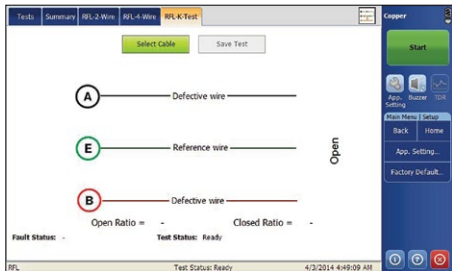 Tests Summary RFL-2-Wire RFL-4-Wire RFL-K-Test
Copper
Select Cable Save Test
Start
A Defective wire
App. Setting Buzzer TDR
Main Menu | Setup
Back Home
E Reference wire
Open
App. Setting...
Factory Default...
B Defective wire
Open Ratio = - Closed Ratio = -
Fault Status: - Test Status: Ready
RFL Test Status: Ready 4/3/2014 4:49:09 AM